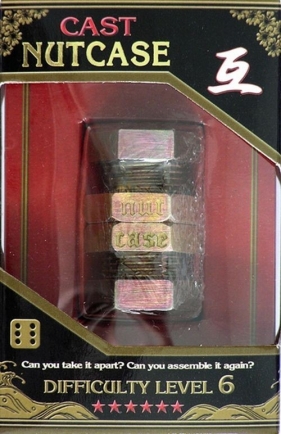 CAST
NUTCASE
互
nut
case
Can you take it apart? Can you assemble it again?
DIFFICULTY LEVEL 6